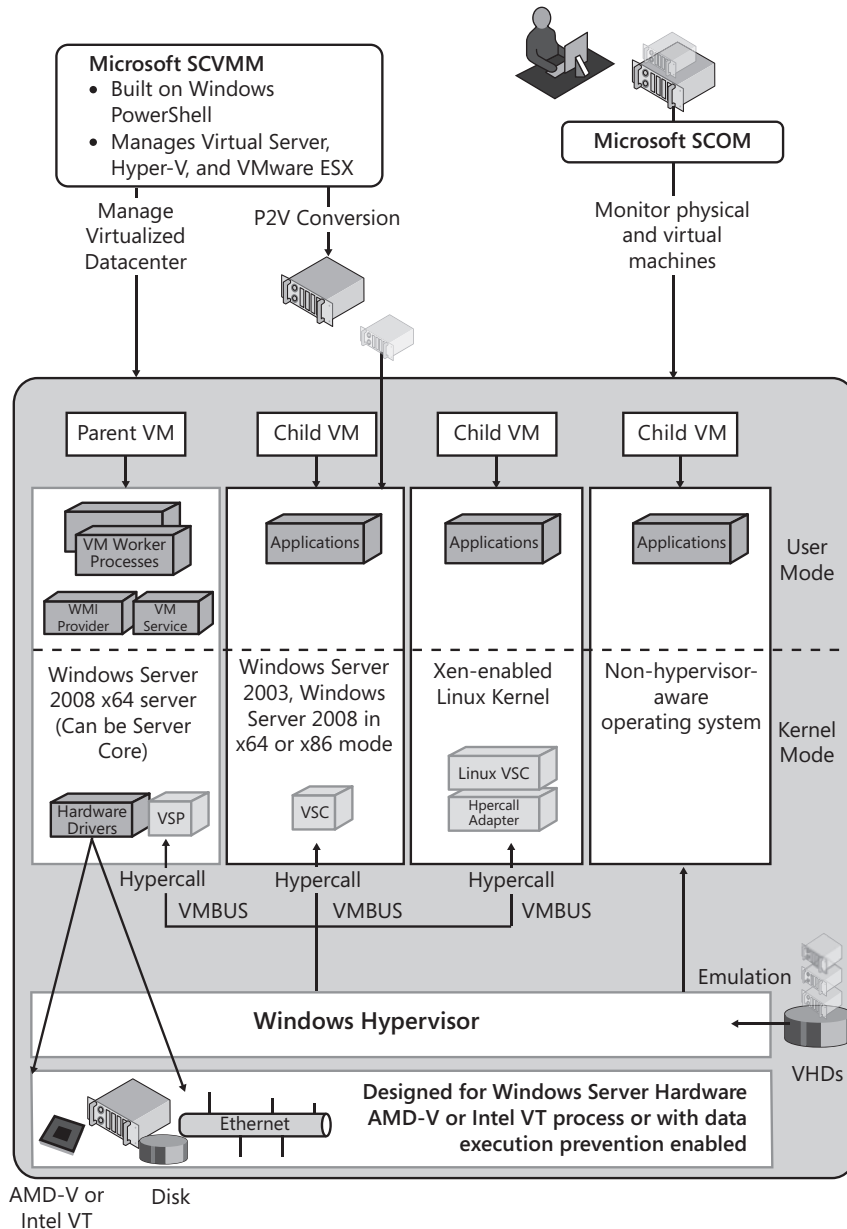 Microsoft SCVMM
• Built on Windows
PowerShell
• Manages Virtual Server,
Hyper-V, and VMware ESX
Microsoft SCOM
Manage
Virtualized
Datacenter
P2V Conversion
Monitor physical
and virtual
machines
Parent VM
Child VM
Child VM
Child VM
VM Worker
Processes
WMI
Provider
VM
Service
Applications
Applications
Applications
User
Mode
Windows Server
2008 x64 server
(Can be Server
Core)
Windows Server
2003, Windows
Server 2008 in
x64 or x86 mode
Xen-enabled
Linux Kernel
Non-hypervisor-
aware
operating system
Kernel
Mode
Hardware
Drivers
VSP
VSC
Linux VSC
Hpercall
Adapter
Hypercall
Hypercall
Hypercall
VMBUS
VMBUS
VMBUS
Emulation
Windows Hypervisor
VHDs
Designed for Windows Server Hardware
AMD-V or Intel VT process or with data
execution prevention enabled
Ethernet
AMD-V or
Intel VT
Disk